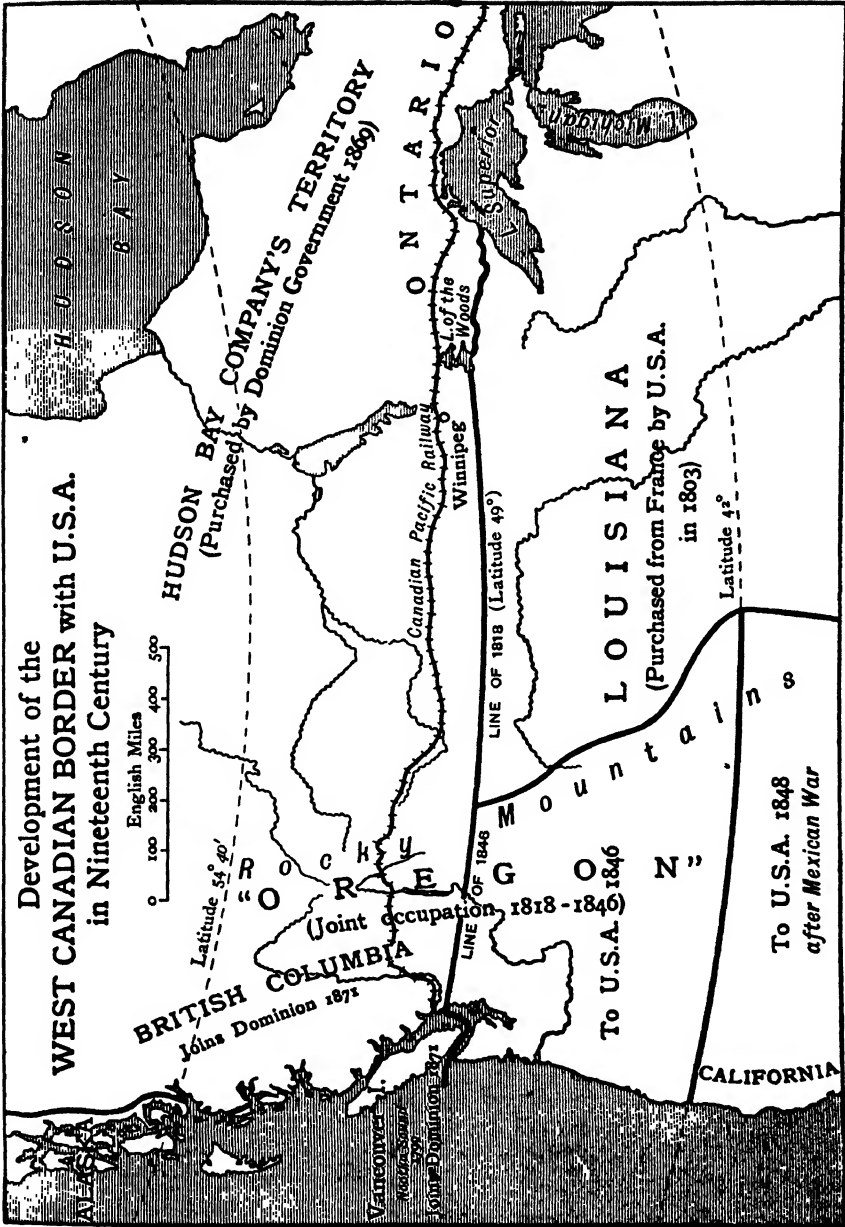 Development of the
WEST CANADIAN BORDER with U.S.A.
in Nineteenth Century
English Miles
0 100 200 300 400 500
HUDSON
BAY
HUDSON BAY COMPANY'S TERRITORY
(Purchased by Dominion Government 1869)
Latitude 54° 40'
ALASKA
BRITISH COLUMBIA
Joins Dominion 1871
Rocky Mountains
"OREGON"
(Joint occupation 1818-1846)
Canadian Pacific Railway
Winnipeg
L. of the
Woods
ONTARIO
L. Superior
L. Michigan
LINE OF 1846
LINE OF 1818 (Latitude 49°)
Vancouver I.
Nootka Sound
Joins Dominion 1871
To U.S.A. 1846
LOUISIANA
(Purchased from France by U.S.A.
in 1803)
Latitude 42°
To U.S.A. 1848
after Mexican War
CALIFORNIA